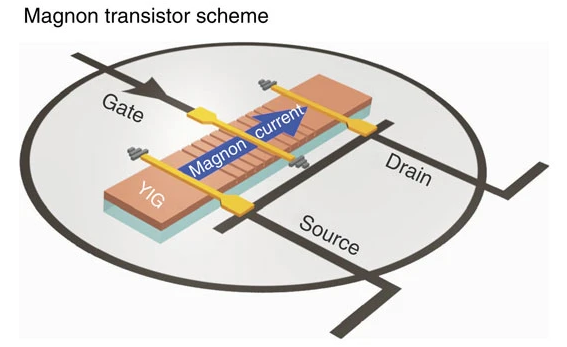 Magnon transistor scheme
Gate
Magnon current
YIG
Drain
Source